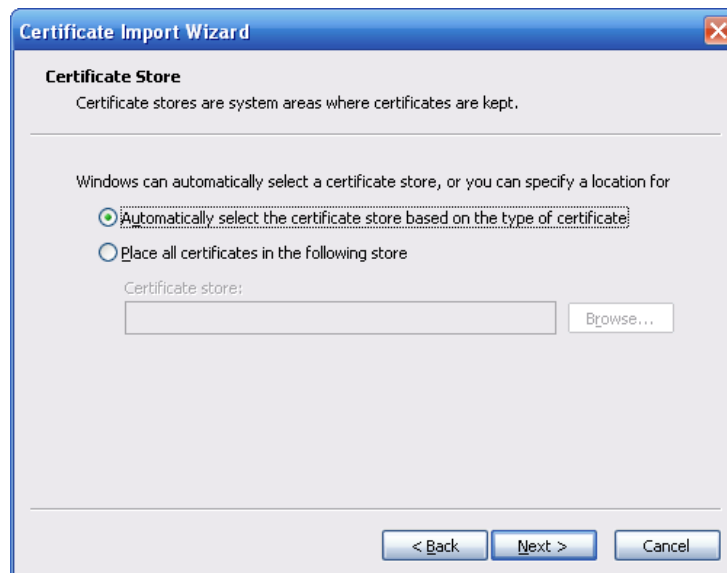 Certificate Import Wizard
Certificate Store
Certificate stores are system areas where certificates are kept.
Windows can automatically select a certificate store, or you can specify a location for
Automatically select the certificate store based on the type of certificate
Place all certificates in the following store
Certificate store:
Browse...
< Back Next > Cancel